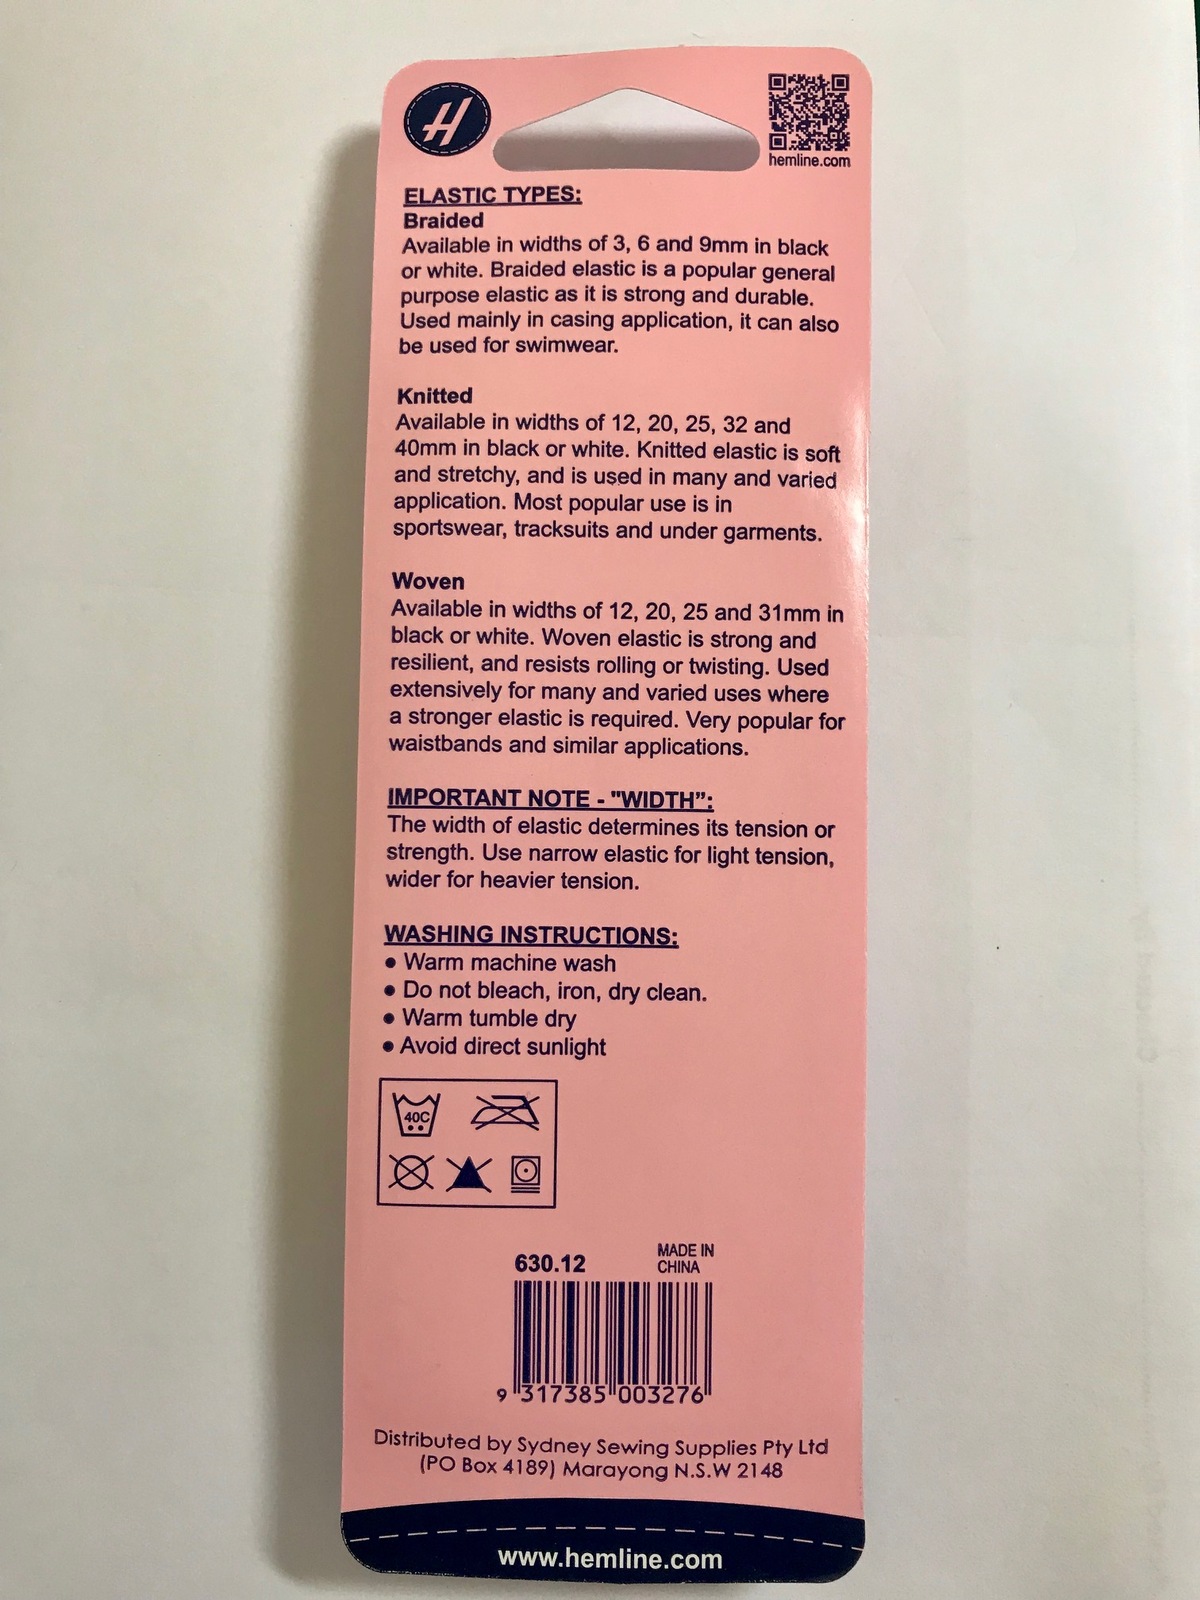 H
hemline.com
ELASTIC TYPES:
Braided
Available in widths of 3, 6 and 9mm in black
or white. Braided elastic is a popular general
purpose elastic as it is strong and durable.
Used mainly in casing application, it can also
be used for swimwear.
Knitted
Available in widths of 12, 20, 25, 32 and
40mm in black or white. Knitted elastic is soft
and stretchy, and is used in many and varied
application. Most popular use is in
sportswear, tracksuits and under garments.
Woven
Available in widths of 12, 20, 25 and 31mm in
black or white. Woven elastic is strong and
resilient, and resists rolling or twisting. Used
extensively for many and varied uses where
a stronger elastic is required. Very popular for
waistbands and similar applications.
IMPORTANT NOTE - "WIDTH”:
The width of elastic determines its tension or
strength. Use narrow elastic for light tension,
wider for heavier tension.
WASHING INSTRUCTIONS:
● Warm machine wash
● Do not bleach, iron, dry clean.
● Warm tumble dry
● Avoid direct sunlight
40C
630.12
MADE IN
CHINA
9 317385 003276
Distributed by Sydney Sewing Supplies Pty Ltd
(PO Box 4189) Marayong N.S.W 2148
www.hemline.com